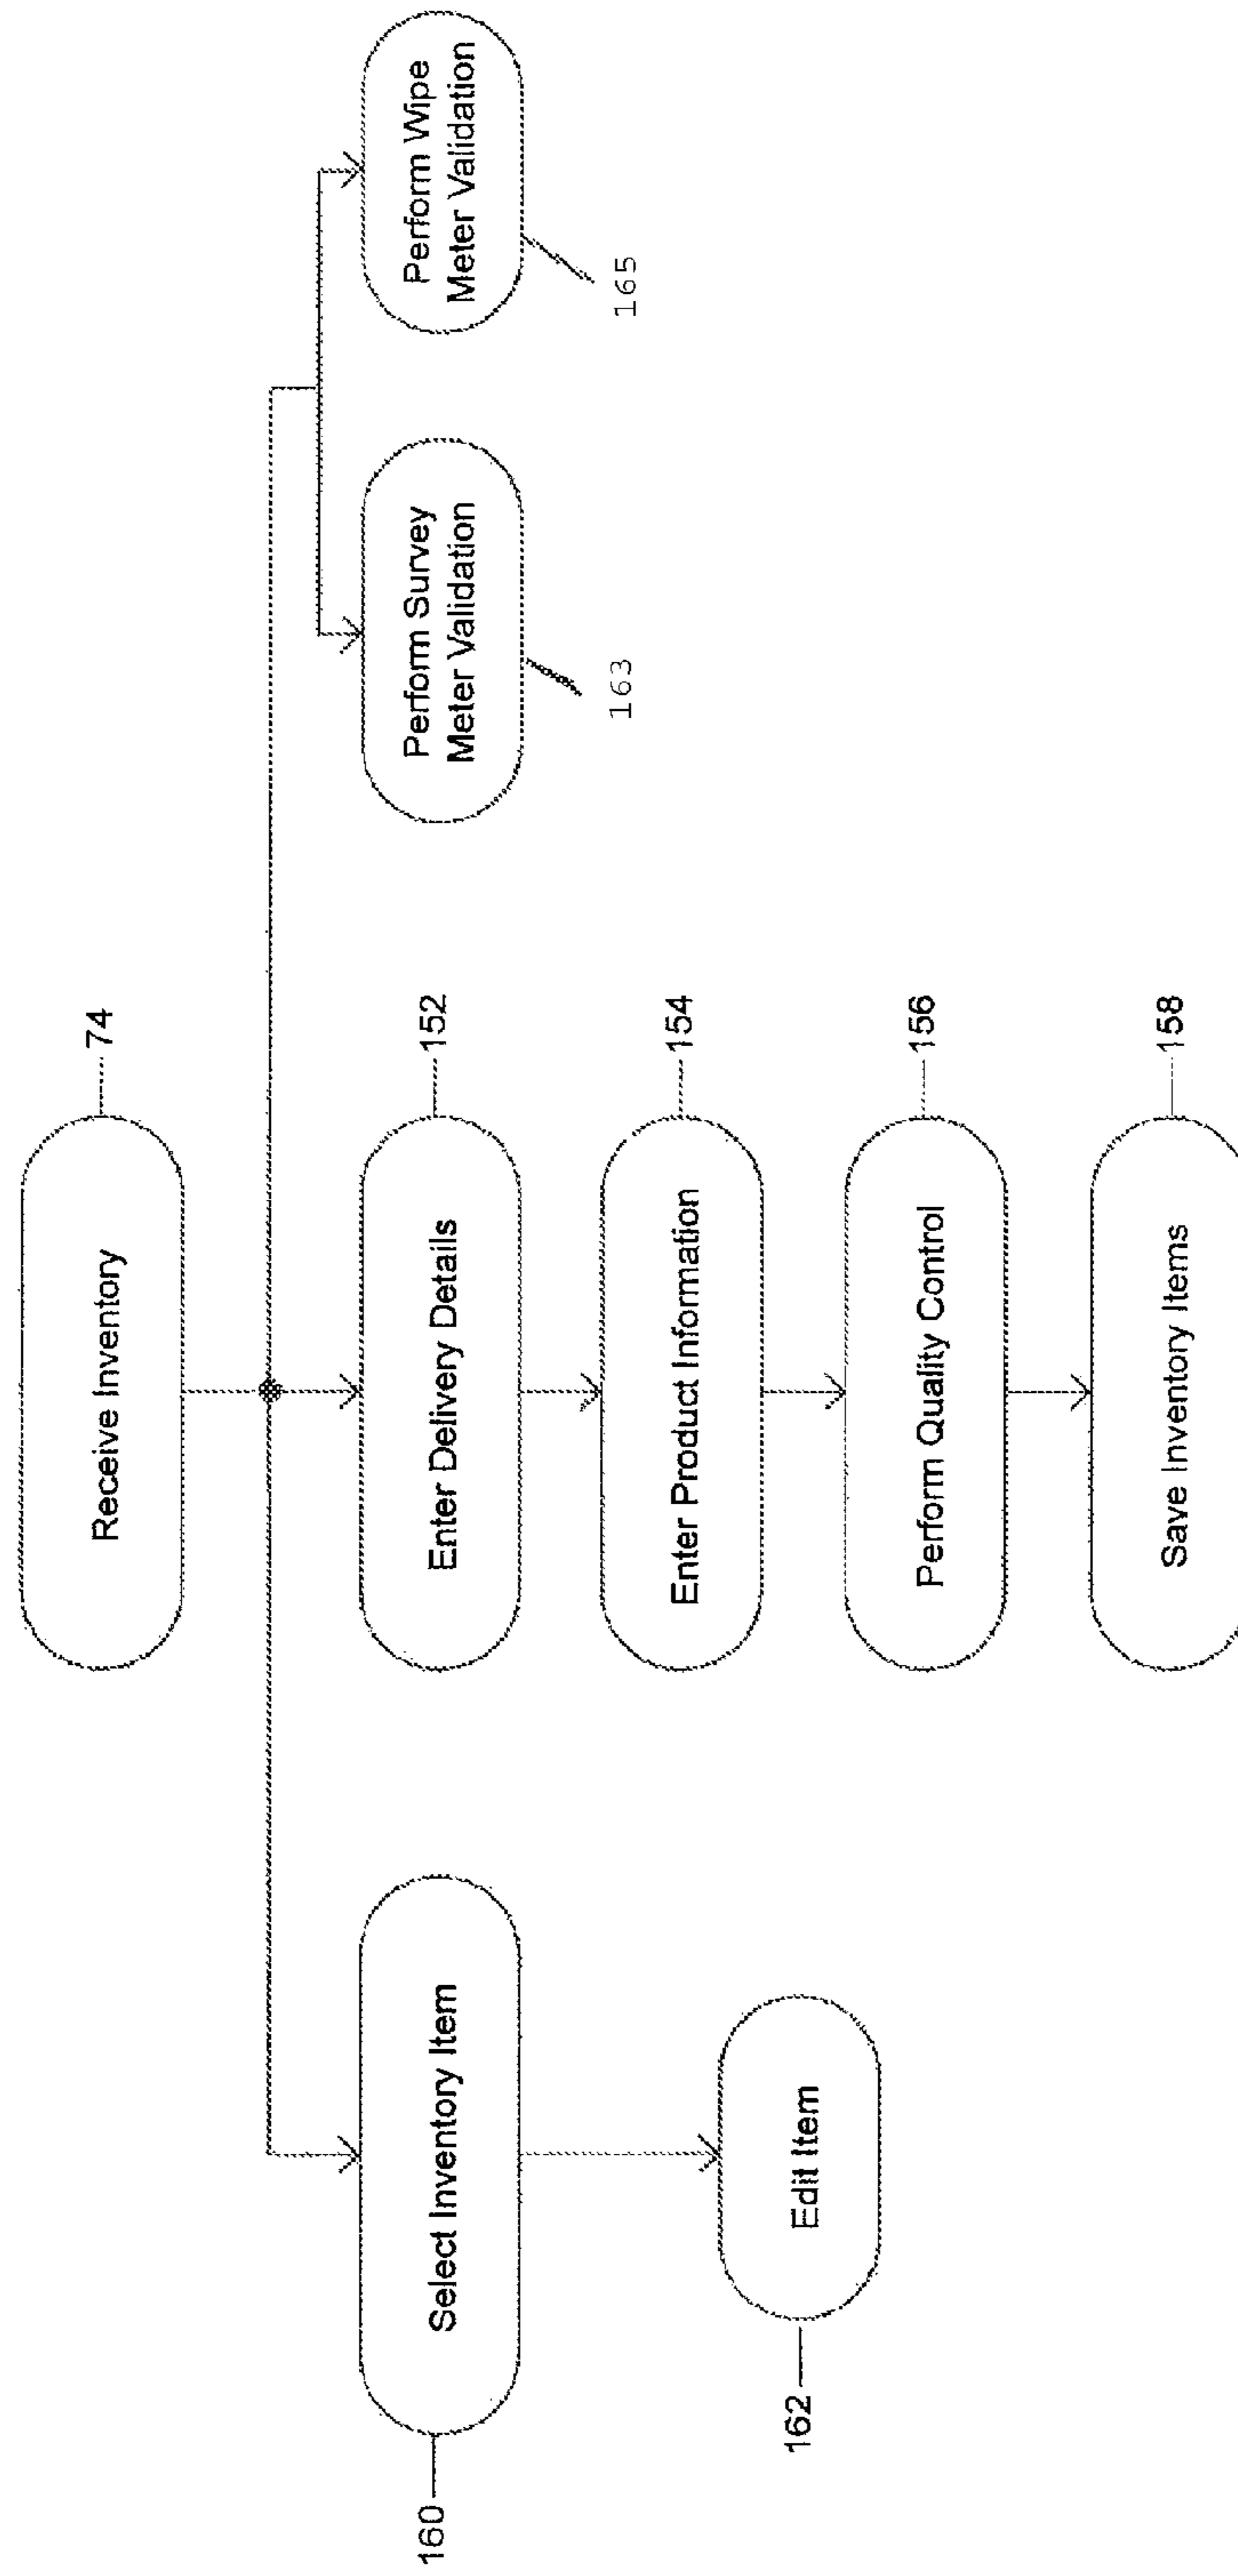 Receive Inventory
74
Select Inventory Item
160
Enter Delivery Details
152
Perform Survey
Meter Validation
163
Perform Wipe
Meter Validation
165
Enter Product Information
154
Edit Item
162
Perform Quality Control
156
Save Inventory Items
158